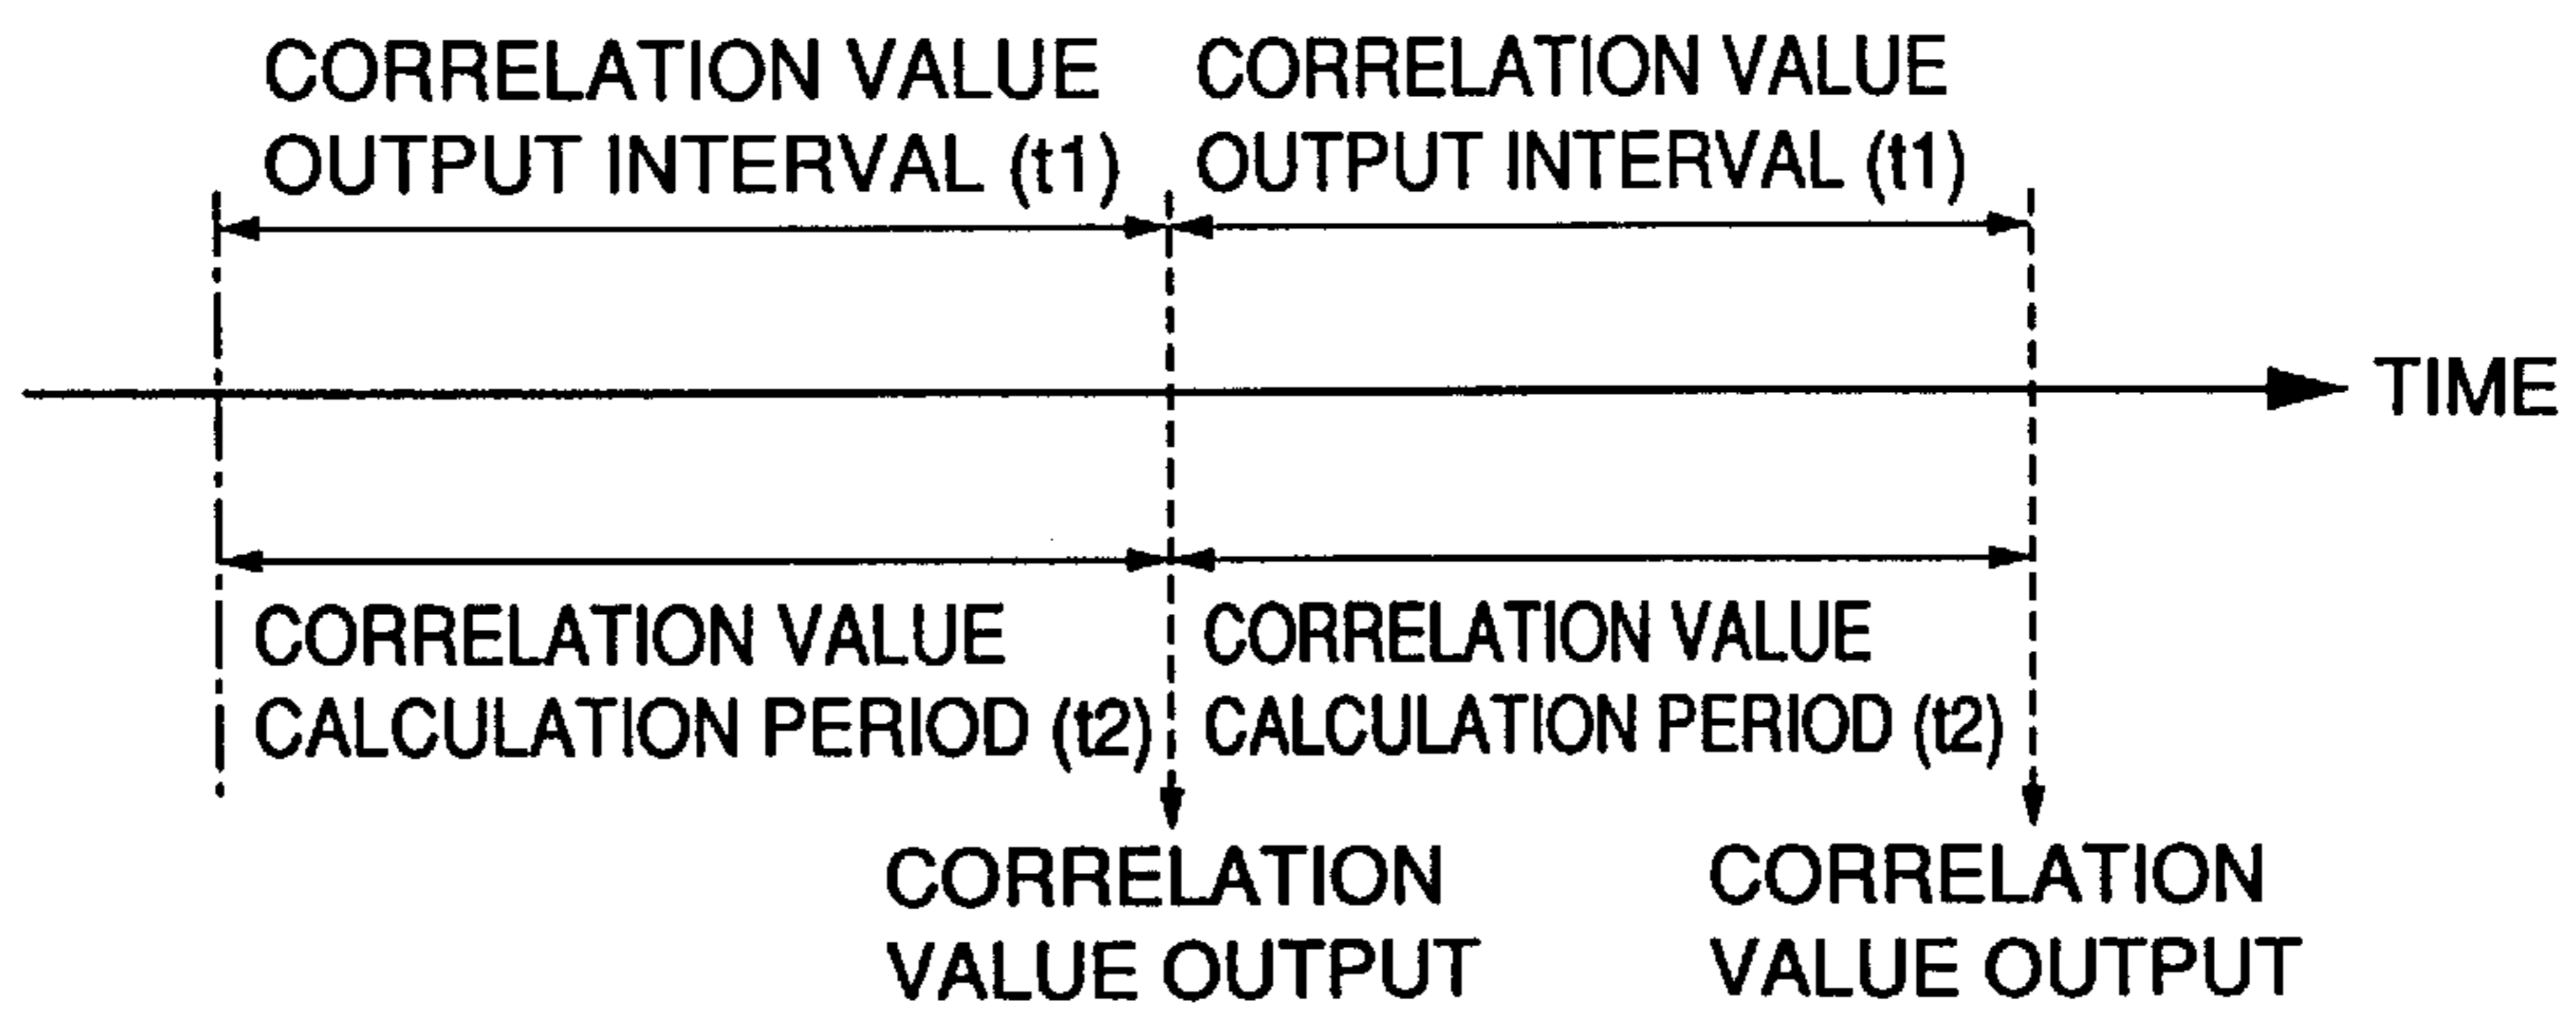 CORRELATION VALUE
OUTPUT INTERVAL (t1)
CORRELATION VALUE
OUTPUT INTERVAL (t1)
TIME
CORRELATION VALUE
CALCULATION PERIOD (t2)
CORRELATION VALUE
CALCULATION PERIOD (t2)
CORRELATION
VALUE OUTPUT
CORRELATION
VALUE OUTPUT